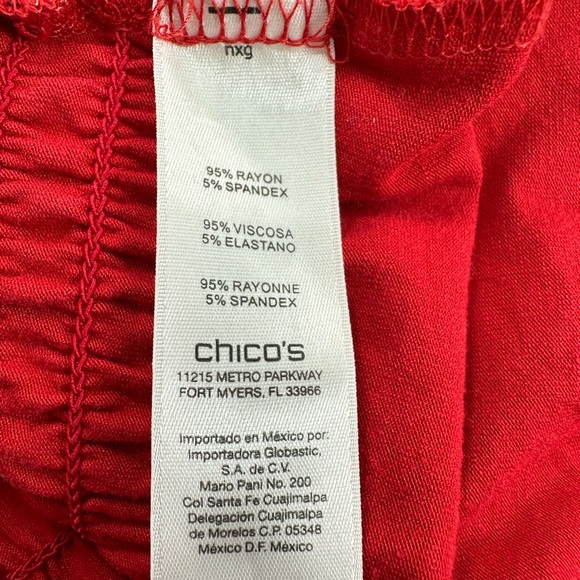 nxg
95% RAYON
5% SPANDEX
95% VISCOSA
5% ELASTANO
95% RAYONNE
5% SPANDEX
chico's
11215 METRO PARKWAY
FORT MYERS, FL 33966
Importado en México por:
Importadora Globastic,
S.A. de C.V.
Mario Pani No. 200
Col Santa Fe Cuajimalpa
Delegación Cuajimalpa
de Morelos C.P. 05348
México D.F. México